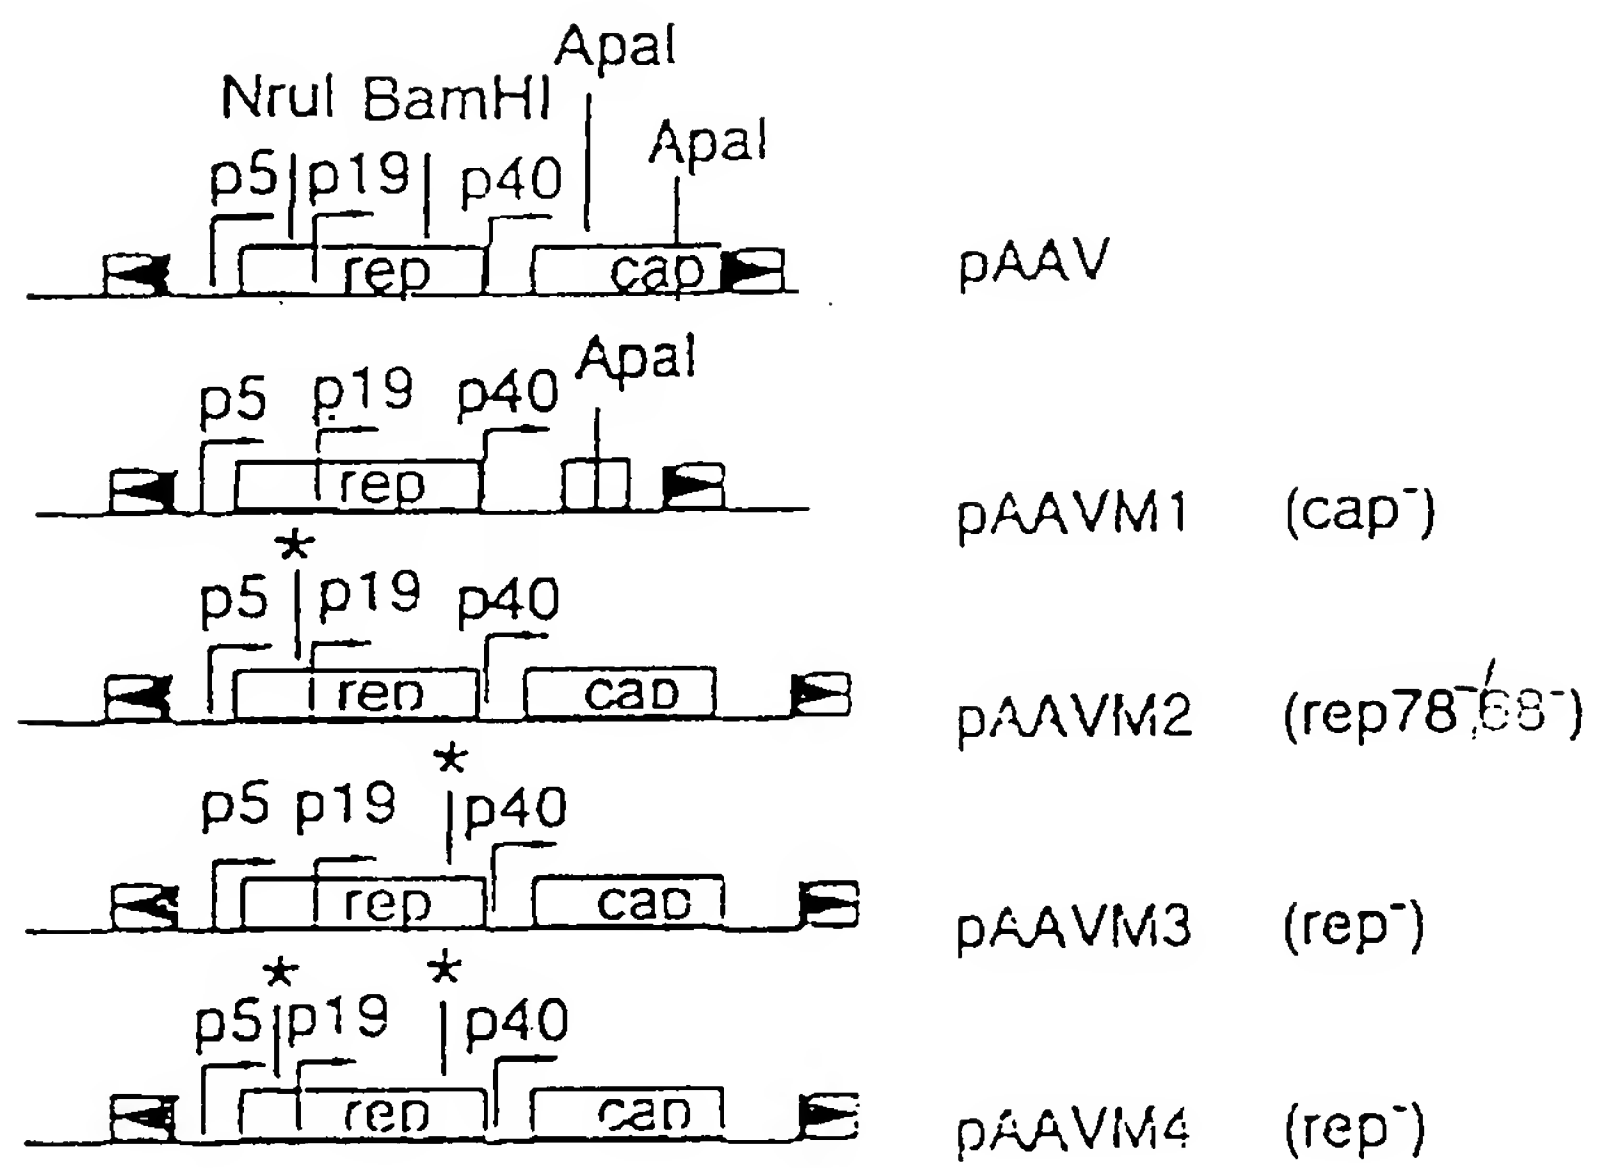 ApaI
NruI BamHI
ApaI
p5 p19 p40
rep cap pAAV
ApaI
p5 p19 p40
rep pAAVM1 (cap⁻)
* 
p5 p19 p40
rep cap pAAVM2 (rep78⁻/68⁻)
*
p5 p19 p40
rep cap pAAVM3 (rep⁻)
* *
p5 p19 p40
rep cap pAAVM4 (rep⁻)